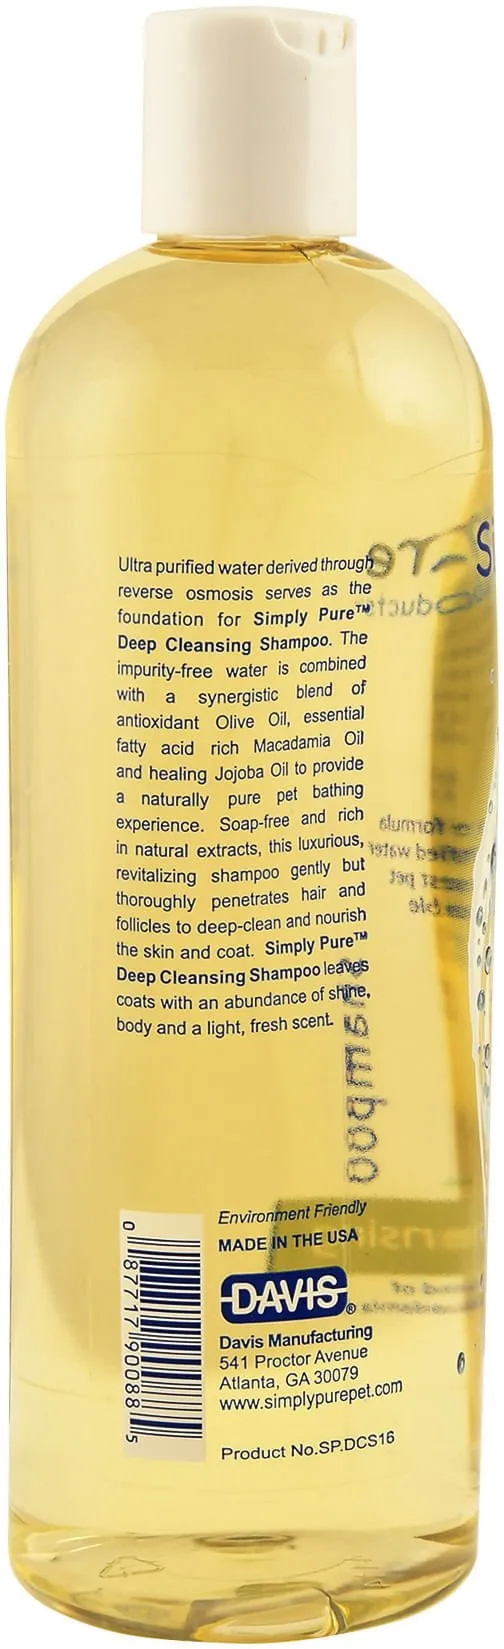 Ultra purified water derived through
reverse osmosis serves as the
foundation for Simply Pure™
Deep Cleansing Shampoo. The
impurity-free water is combined
with a synergistic blend of
antioxidant Olive Oil, essential
fatty acid rich Macadamia Oil
and healing Jojoba Oil to provide
a naturally pure pet bathing
experience. Soap-free and rich
in natural extracts, this luxurious,
revitalizing shampoo gently but
thoroughly penetrates hair and
follicles to deep-clean and nourish
the skin and coat. Simply Pure™
Deep Cleansing Shampoo leaves
coats with an abundance of shine,
body and a light, fresh scent.
shampoo
Environment Friendly
MADE IN THE USA
DAVIS®
Davis Manufacturing
541 Proctor Avenue
Atlanta, GA 30079
www.simplypurepet.com
Product No.SP.DCS16
0 87717 90088 5